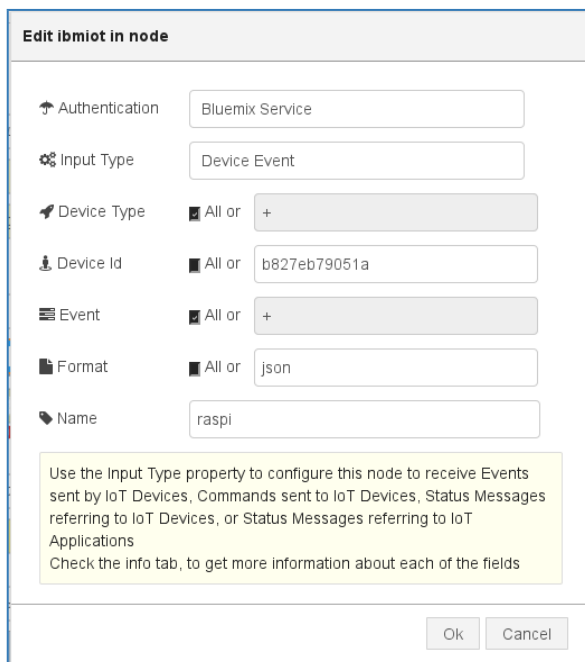 Edit ibmiot in node
Authentication Bluemix Service
Input Type Device Event
Device Type All or +
Device Id All or b827eb79051a
Event All or +
Format All or json
Name raspi
Use the Input Type property to configure this node to receive Events
sent by IoT Devices, Commands sent to IoT Devices, Status Messages
referring to IoT Devices, or Status Messages referring to IoT
Applications
Check the info tab, to get more information about each of the fields
Ok Cancel